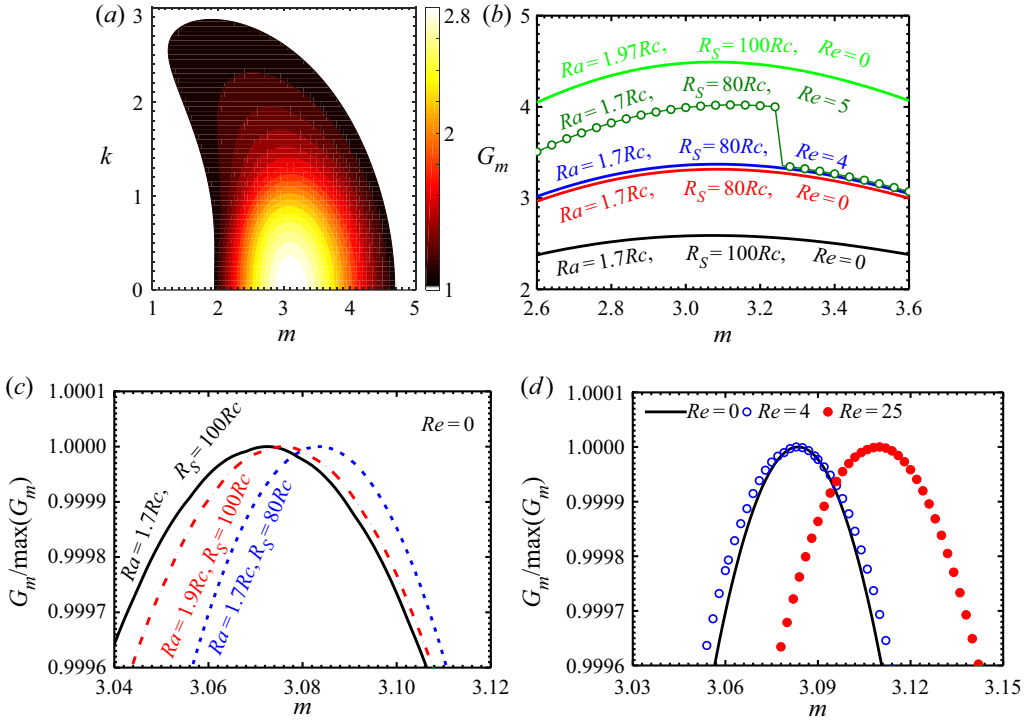 (a)
3
2
1
0
k
1
2
3
4
5
m
2.8
2
1
(b)
5
4
3
2
G_m
Ra = 1.97Rc, R_S = 100Rc, Re = 0
Ra = 1.7Rc, R_S = 80Rc, Re = 5
Ra = 1.7Rc, R_S = 80Rc, Re = 4
Ra = 1.7Rc, R_S = 80Rc, Re = 0
Ra = 1.7Rc, R_S = 100Rc, Re = 0
2.6
2.8
3.0
3.2
3.4
3.6
m
(c)
1.0001
1.0000
0.9999
0.9998
0.9997
0.9996
G_m/max(G_m)
Re = 0
Ra = 1.7Rc, R_S = 100Rc
Ra = 1.9Rc, R_S = 100Rc
Ra = 1.7Rc, R_S = 80Rc
3.04
3.06
3.08
3.10
3.12
m
(d)
1.0001
1.0000
0.9999
0.9998
0.9997
0.9996
G_m/max(G_m)
Re = 0 Re = 4 Re = 25
3.03
3.06
3.09
3.12
3.15
m